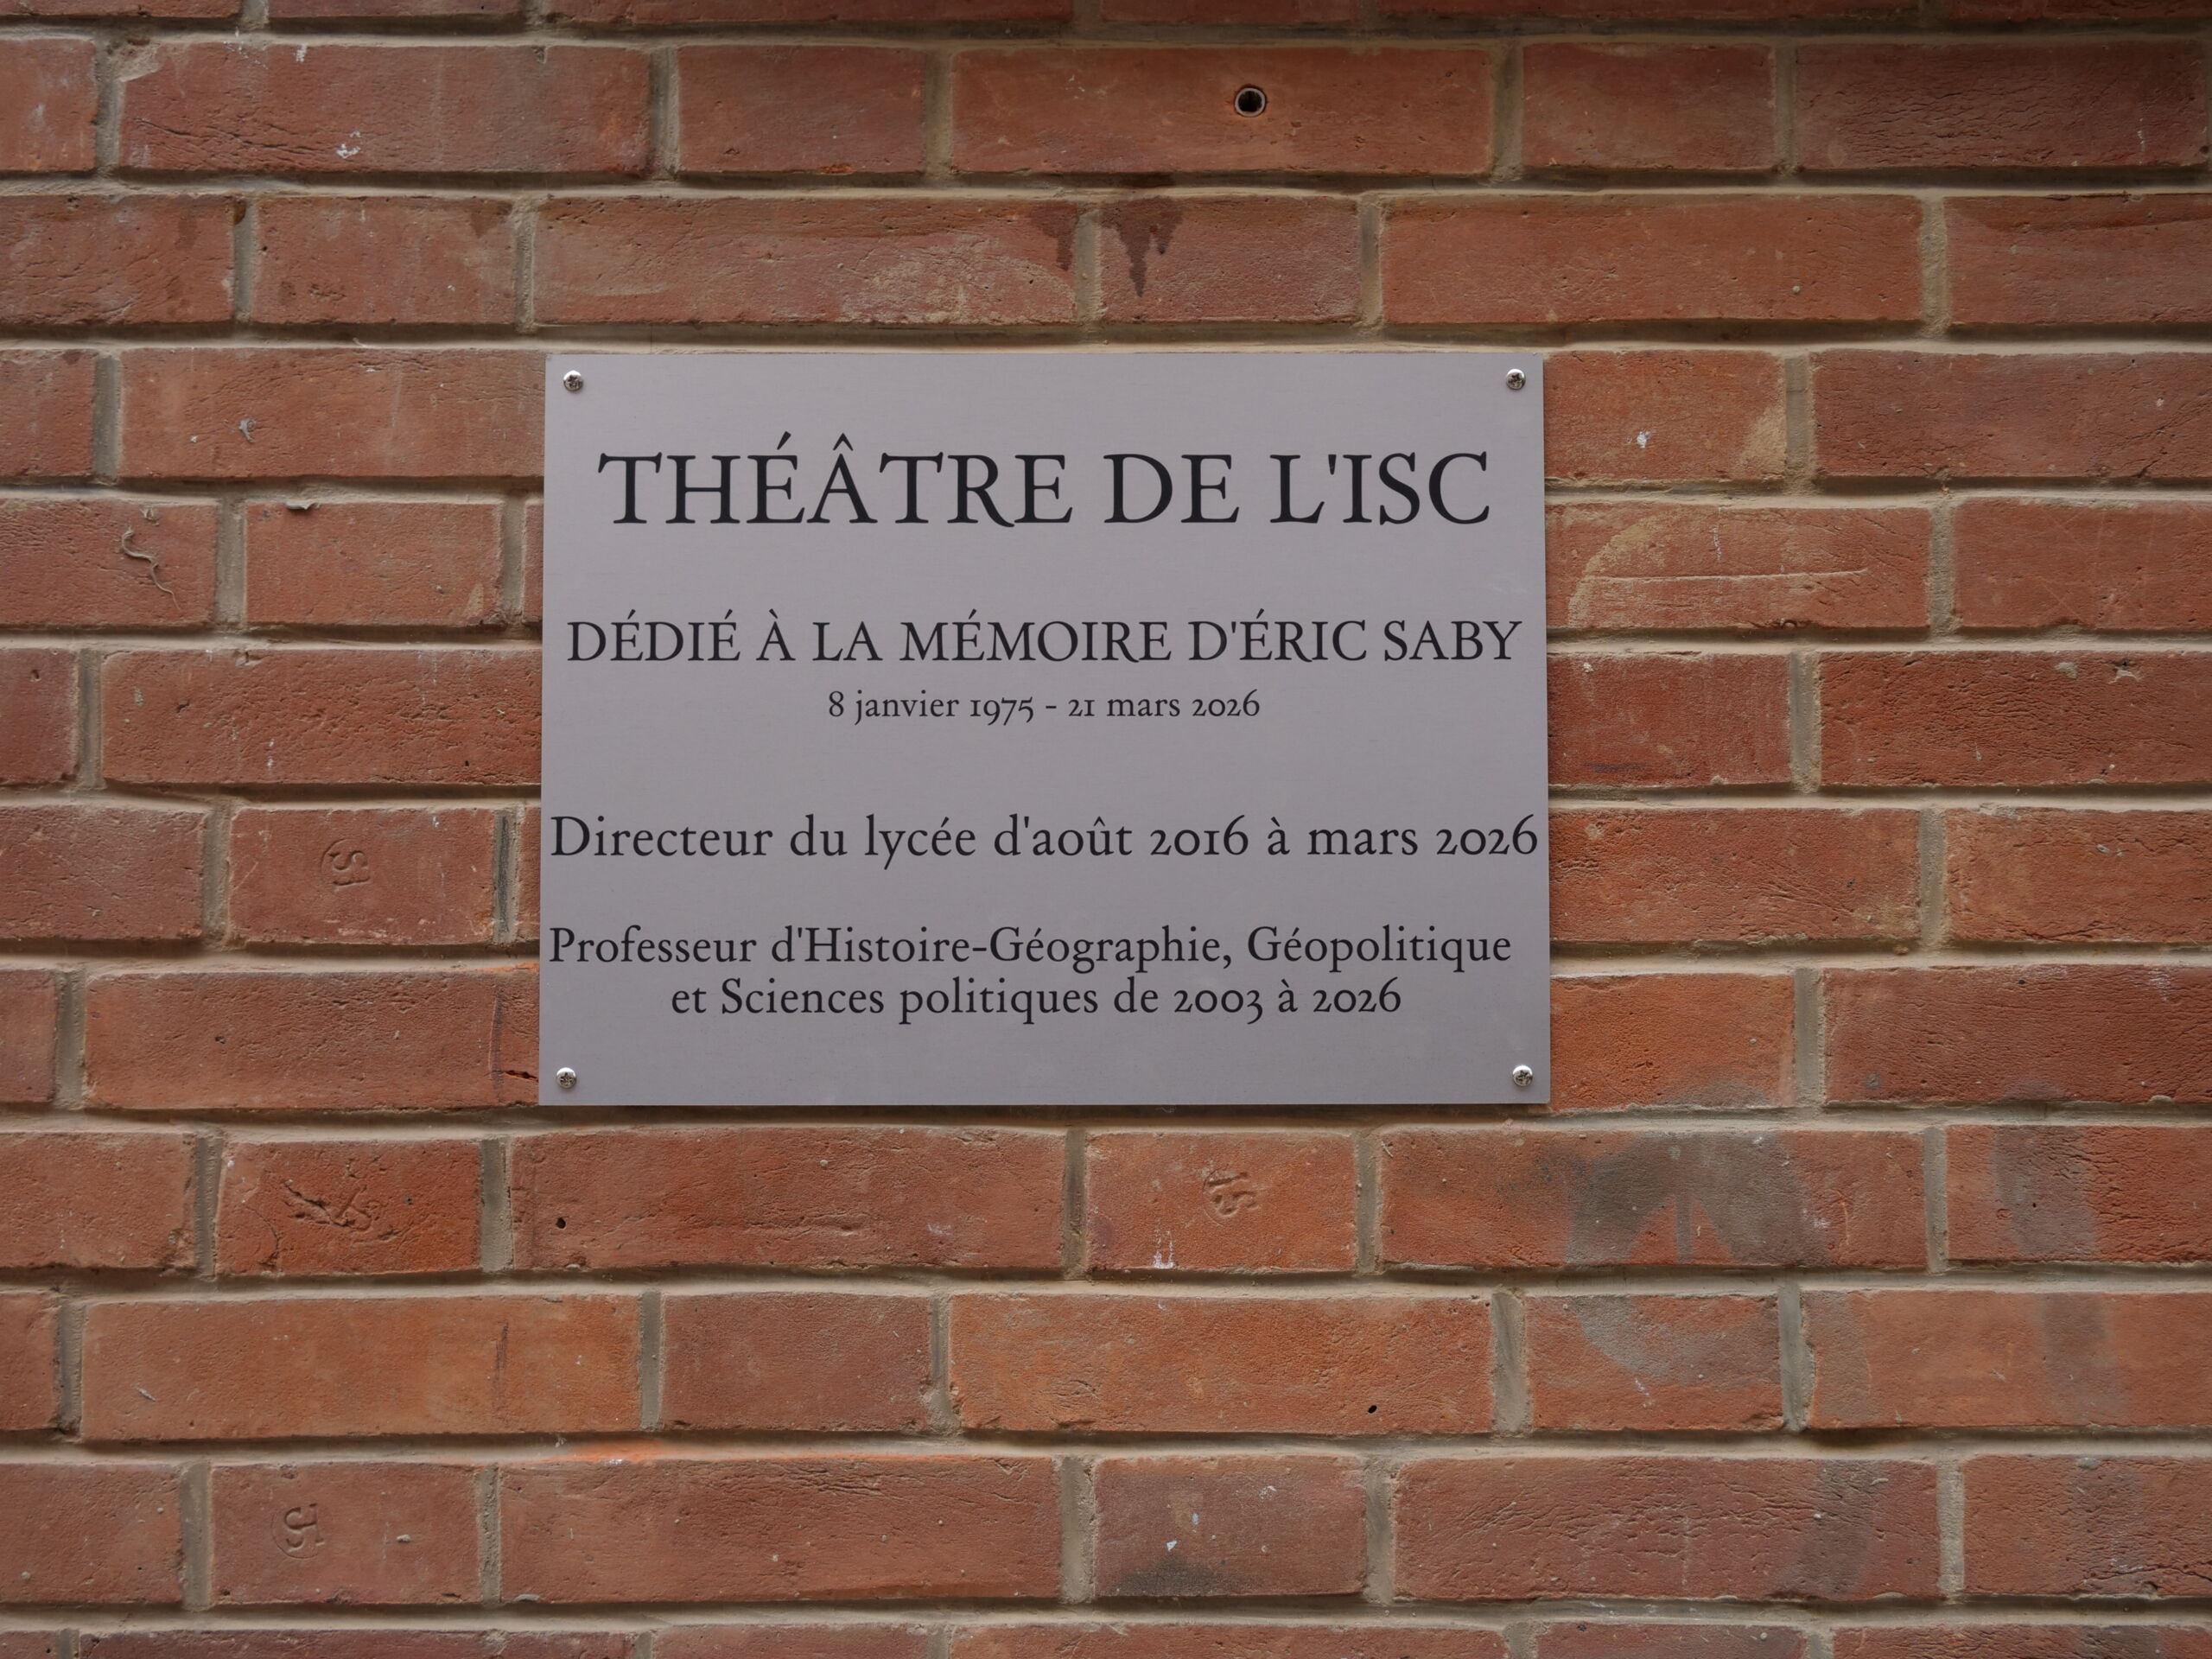 THÉÂTRE DE L'ISC
DÉDIÉ À LA MÉMOIRE D'ÉRIC SABY
8 janvier 1975 - 21 mars 2026
Directeur du lycée d'août 2016 à mars 2026
Professeur d'Histoire-Géographie, Géopolitique
et Sciences politiques de 2003 à 2026